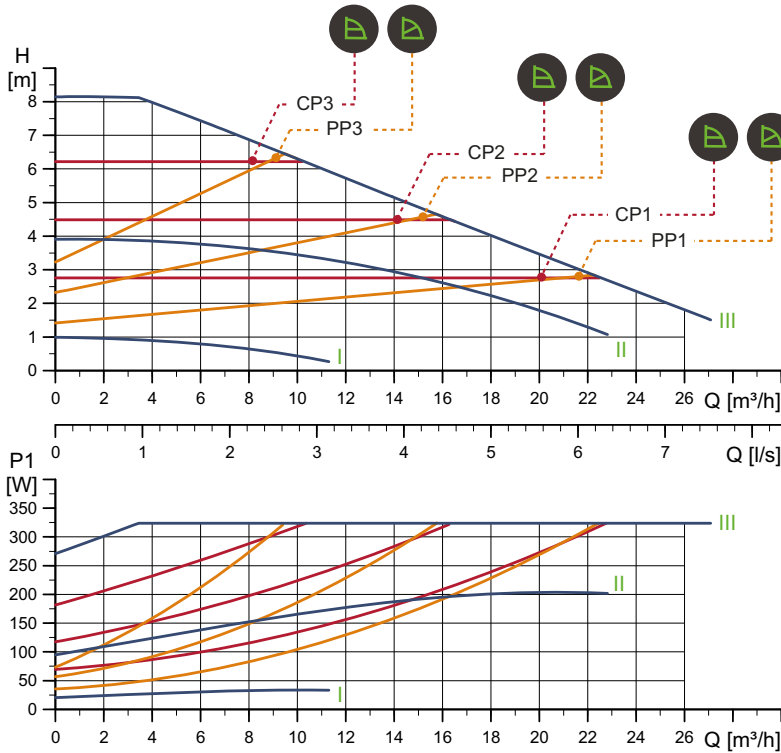 H
[m]
8
7
6
5
4
3
2
1
0
CP3
PP3
CP2
PP2
CP1
PP1
III
II
I
0 2 4 6 8 10 12 14 16 18 20 22 24 26 Q [m³/h]
0 1 2 3 4 5 6 7 Q [l/s]
P1
[W]
350
300
250
200
150
100
50
0
III
II
I
0 2 4 6 8 10 12 14 16 18 20 22 24 26 Q [m³/h]